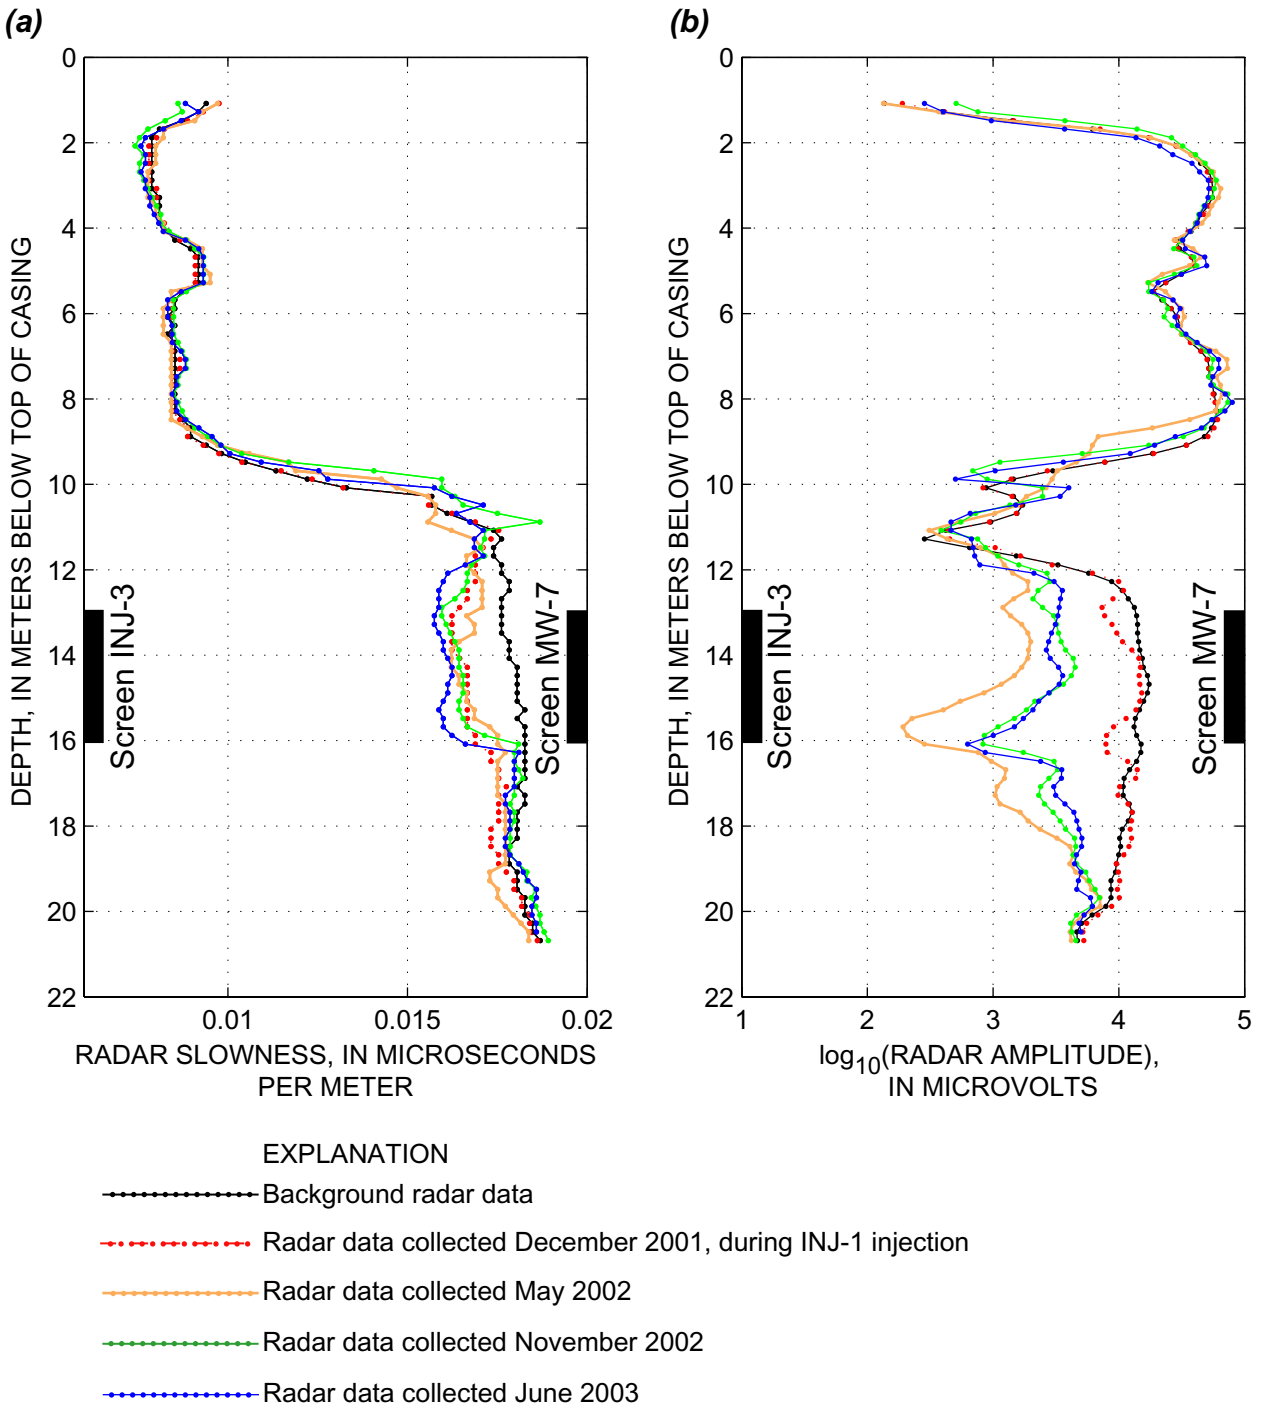 (a)
(b)
0
2
4
6
8
10
12
14
16
18
20
22
DEPTH, IN METERS BELOW TOP OF CASING
Screen INJ-3
Screen MW-7
0.01
0.015
0.02
RADAR SLOWNESS, IN MICROSECONDS
PER METER
0
2
4
6
8
10
12
14
16
18
20
22
DEPTH, IN METERS BELOW TOP OF CASING
Screen INJ-3
Screen MW-7
1
2
3
4
5
log10(RADAR AMPLITUDE),
IN MICROVOLTS
EXPLANATION
Background radar data
Radar data collected December 2001, during INJ-1 injection
Radar data collected May 2002
Radar data collected November 2002
Radar data collected June 2003